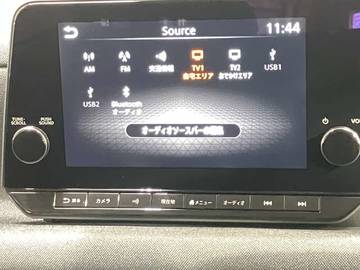 Source 11:44
AM FM 交通情報 TV1 TV2 USB1
自宅エリア おでかけエリア
USB2 Bluetooth
オーディオ
オーディオソースバーの編集
TUNE・ SCROLL
PUSH SOUND
VO
戻る カメラ 現在地 メニュー オーディオ